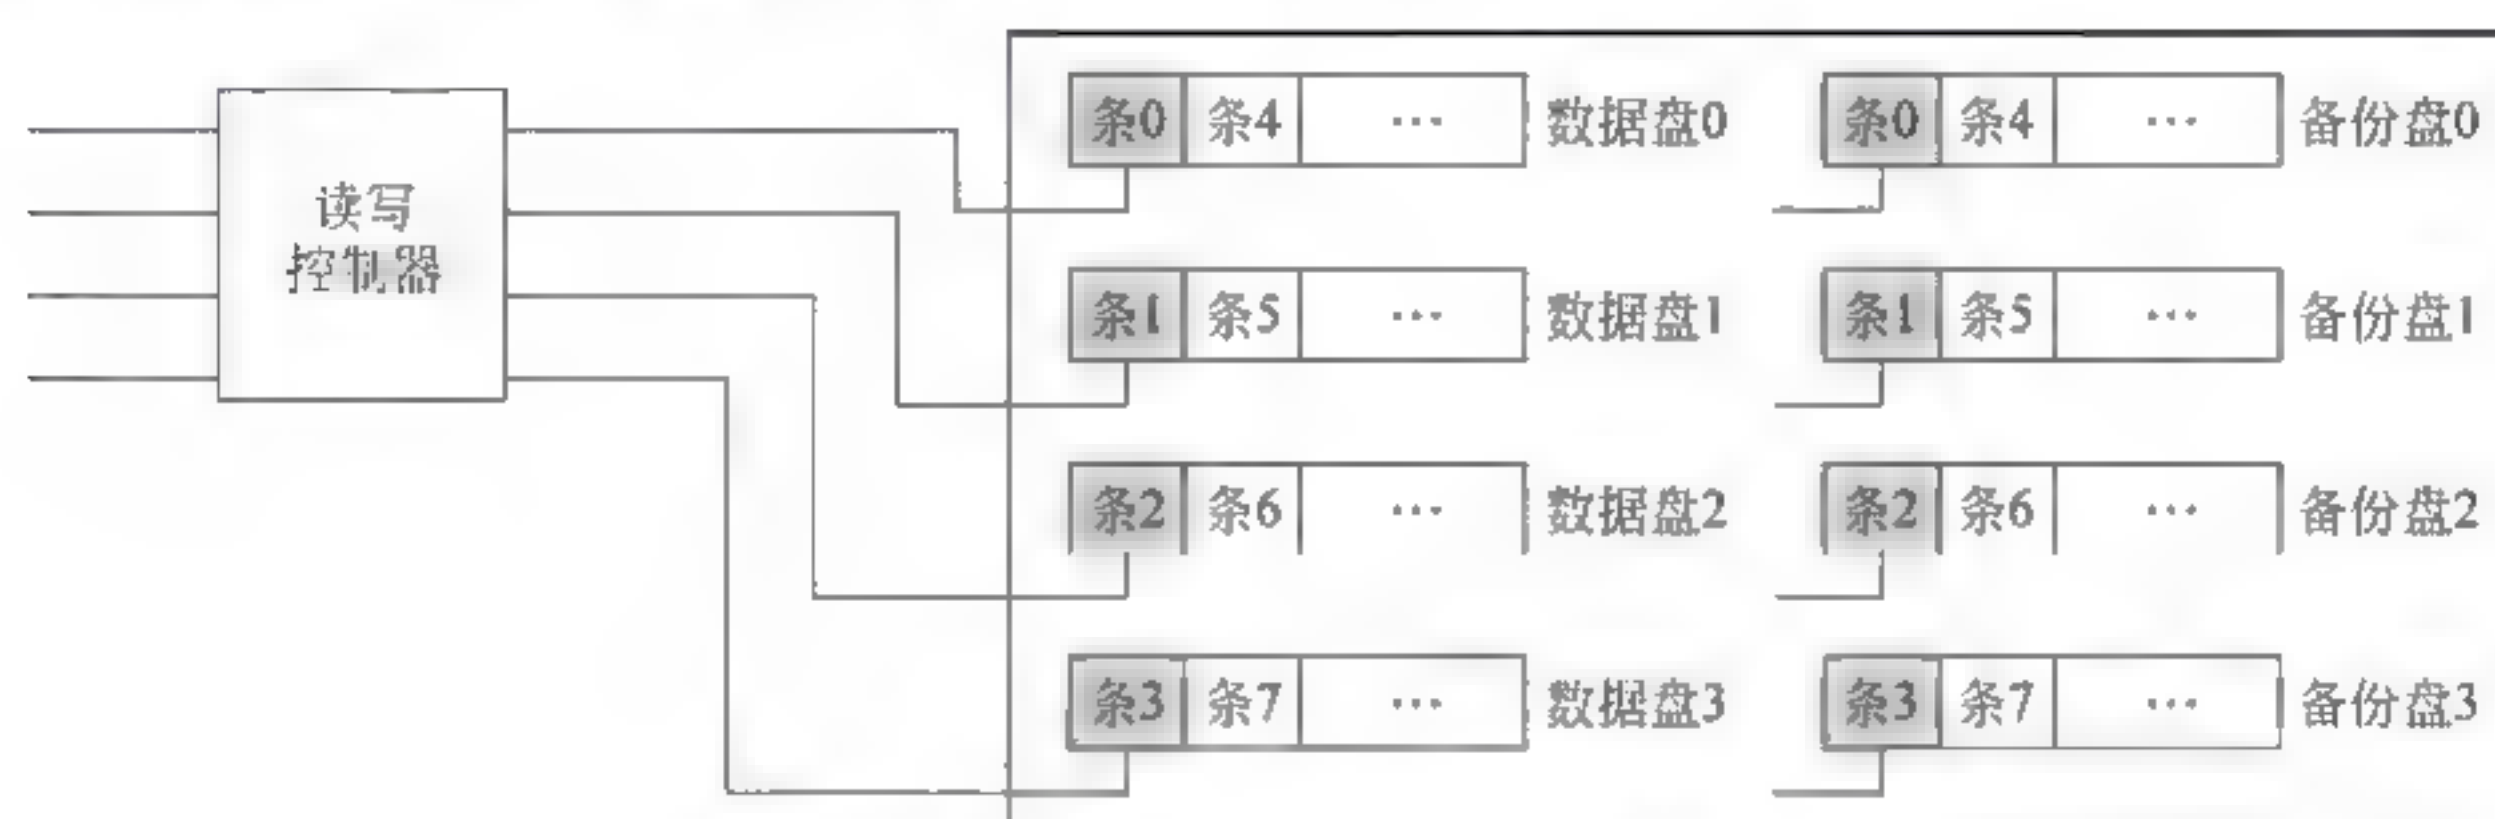 条0 条4 ... 数据盘0 条0 条4 ... 备份盘0
读写
控制器
条1 条5 ... 数据盘1 条1 条5 ... 备份盘1
条2 条6 ... 数据盘2 条2 条6 ... 备份盘2
条3 条7 ... 数据盘3 条3 条7 ... 备份盘3